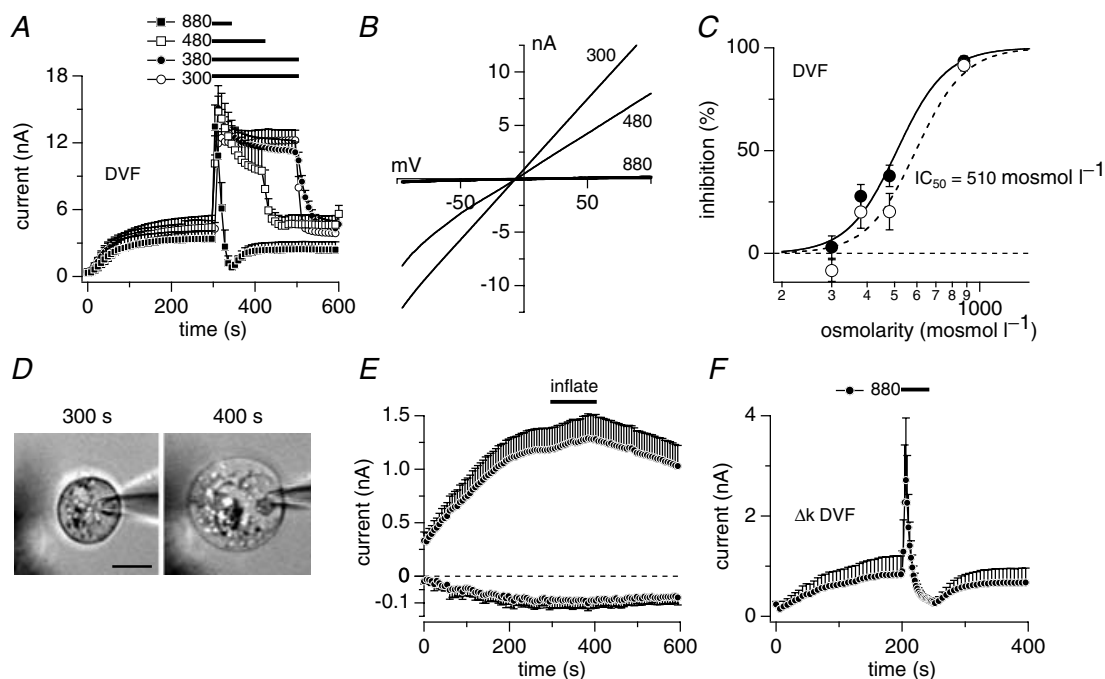 A
880
480
380
300
18
12
6
0
current (nA)
DVF
0 200 400 600
time (s)
B
nA
10
5
-5
-10
mV
-50 50
300
480
880
C
DVF
100
50
0
inhibition (%)
IC50 = 510 mosmol l−1
2 3 4 5 6 7 8 9 1000
osmolarity (mosmol l−1)
D
300 s 400 s
E
inflate
1.5
1.0
0.5
0
-0.1
current (nA)
0 200 400 600
time (s)
F
880
4
2
0
current (nA)
Δk DVF
0 200 400
time (s)